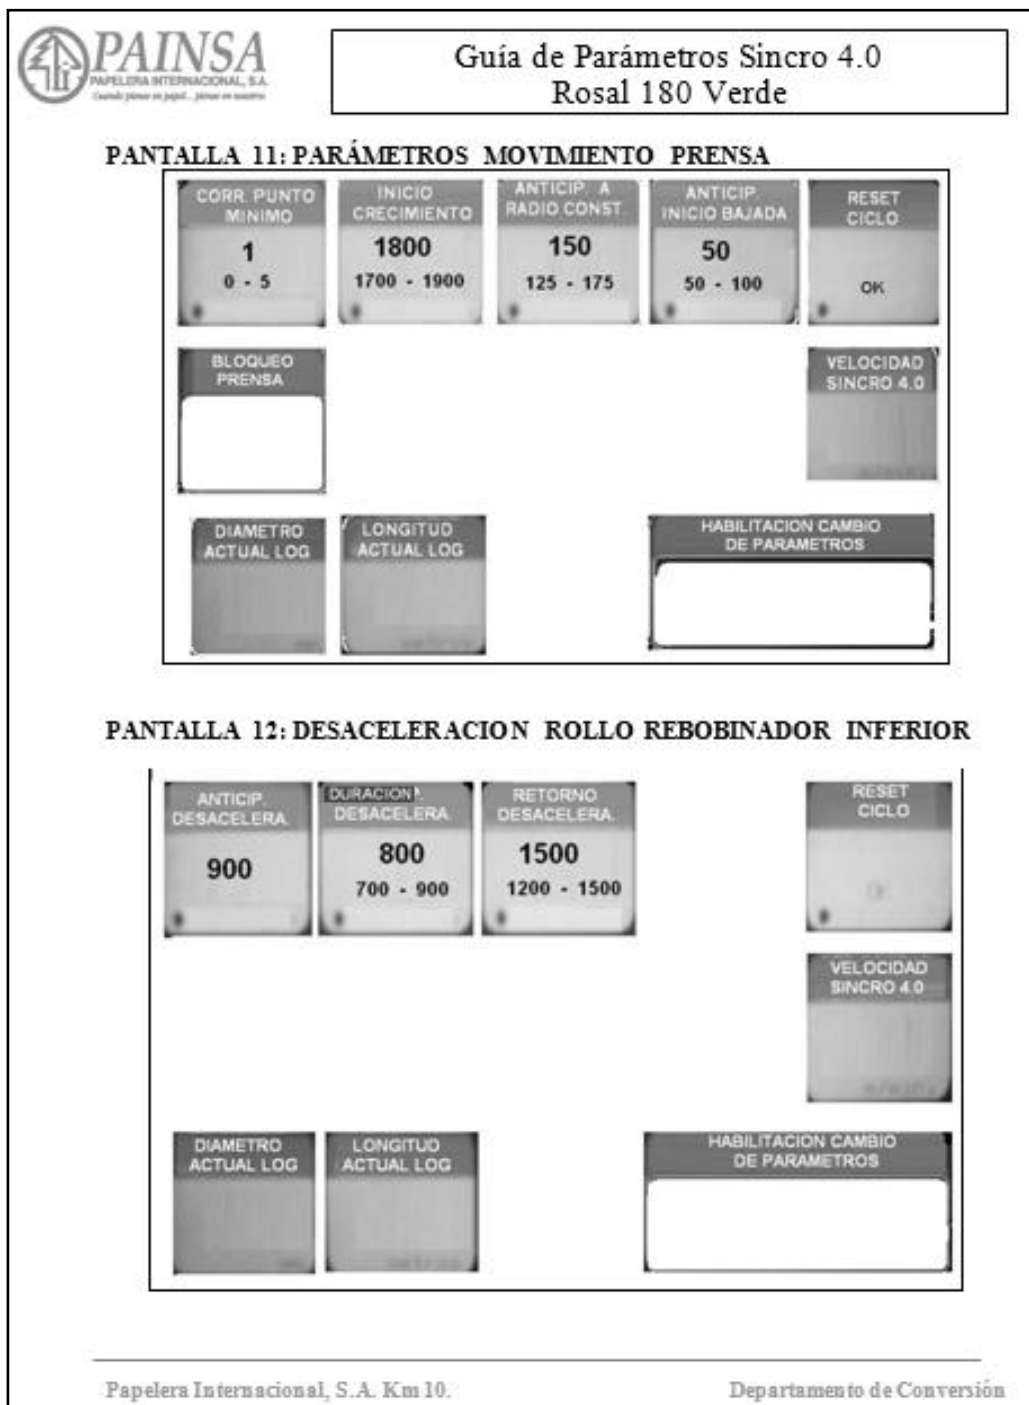 PAINSA
PAPELERA INTERNACIONAL, S.A.
Guía de Parámetros Sincro 4.0
Rosal 180 Verde
PANTALLA 11: PARÁMETROS MOVIMIENTO PRENSA
CORR. PUNTO
MINIMO
1
0 - 5
INICIO
CRECIMIENTO
1800
1700 - 1900
ANTICIP. A
RADIO CONST.
150
125 - 175
ANTICIP
INICIO BAJADA
50
50 - 100
RESET
CICLO
OK
BLOQUEO
PRENSA
VELOCIDAD
SINCRO 4.0
DIAMETRO
ACTUAL LOG
LONGITUD
ACTUAL LOG
HABILITACION CAMBIO
DE PARAMETROS
PANTALLA 12: DESACELERACION ROLLO REBOBINADOR INFERIOR
ANTICIP.
DESACELERA.
900
DURACION
DESACELERA.
800
700 - 900
RETORNO
DESACELERA.
1500
1200 - 1500
RESET
CICLO
OK
VELOCIDAD
SINCRO 4.0
DIAMETRO
ACTUAL LOG
LONGITUD
ACTUAL LOG
HABILITACION CAMBIO
DE PARAMETROS
Papelera Internacional, S.A. Km 10.
Departamento de Conversión